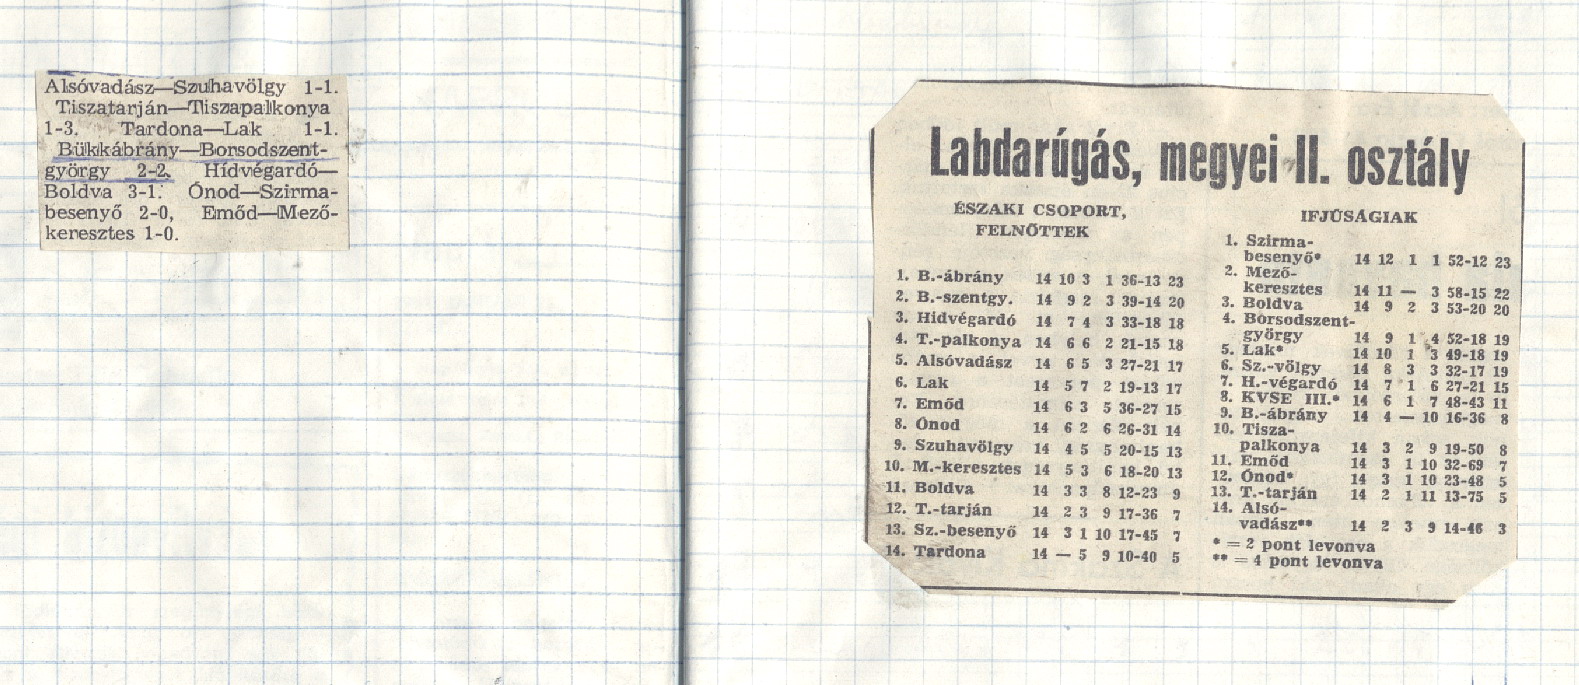 Alsóvadász—Szuhavölgy 1-1.
Tiszatarján—Tiszapalkonya
1-3. Tardona—Lak 1-1.
Bükkábrány—Borsodszent-
györgy 2-2, Hídvégardó—
Boldva 3-1. Ónod—Szirma-
besenyő 2-0, Emőd—Mező-
keresztes 1-0.
Labdarúgás, megyei II. osztály
ÉSZAKI CSOPORT,
FELNŐTTEK
1. B.-ábrány 14 10 3 1 36-13 23
2. B.-szentgy. 14 9 2 3 39-14 20
3. Hídvégardó 14 7 4 3 33-18 18
4. T.-palkonya 14 6 6 2 21-15 18
5. Alsóvadász 14 6 5 3 27-21 17
6. Lak 14 5 7 2 19-13 17
7. Emőd 14 6 3 5 36-27 15
8. Ónod 14 6 2 6 26-31 14
9. Szuhavölgy 14 4 5 5 20-15 13
10. M.-keresztes 14 5 3 6 18-20 13
11. Boldva 14 3 3 8 12-23 9
12. T.-tarján 14 2 3 9 17-36 7
13. Sz.-besenyő 14 3 1 10 17-45 7
14. Tardona 14 — 5 9 10-40 5
IFJÚSÁGIAK
1. Szirma-
besenyő* 14 12 1 1 52-12 23
2. Mező-
keresztes 14 11 — 3 58-15 22
3. Boldva 14 9 2 3 53-20 20
4. Borsodszent-
györgy 14 9 1 4 52-18 19
5. Lak* 14 10 1 3 49-18 19
6. Sz.-völgy 14 8 3 3 32-17 19
7. H.-végardó 14 7 1 6 27-21 15
8. KVSE III.* 14 6 1 7 48-43 11
9. B.-ábrány 14 4 — 10 16-36 8
10. Tisza-
palkonya 14 3 2 9 19-50 8
11. Emőd 14 3 1 10 32-69 7
12. Ónod* 14 3 1 10 23-48 5
13. T.-tarján 14 2 1 11 13-75 5
14. Alsó-
vadász** 14 2 3 9 14-46 3
* = 2 pont levonva
** = 4 pont levonva